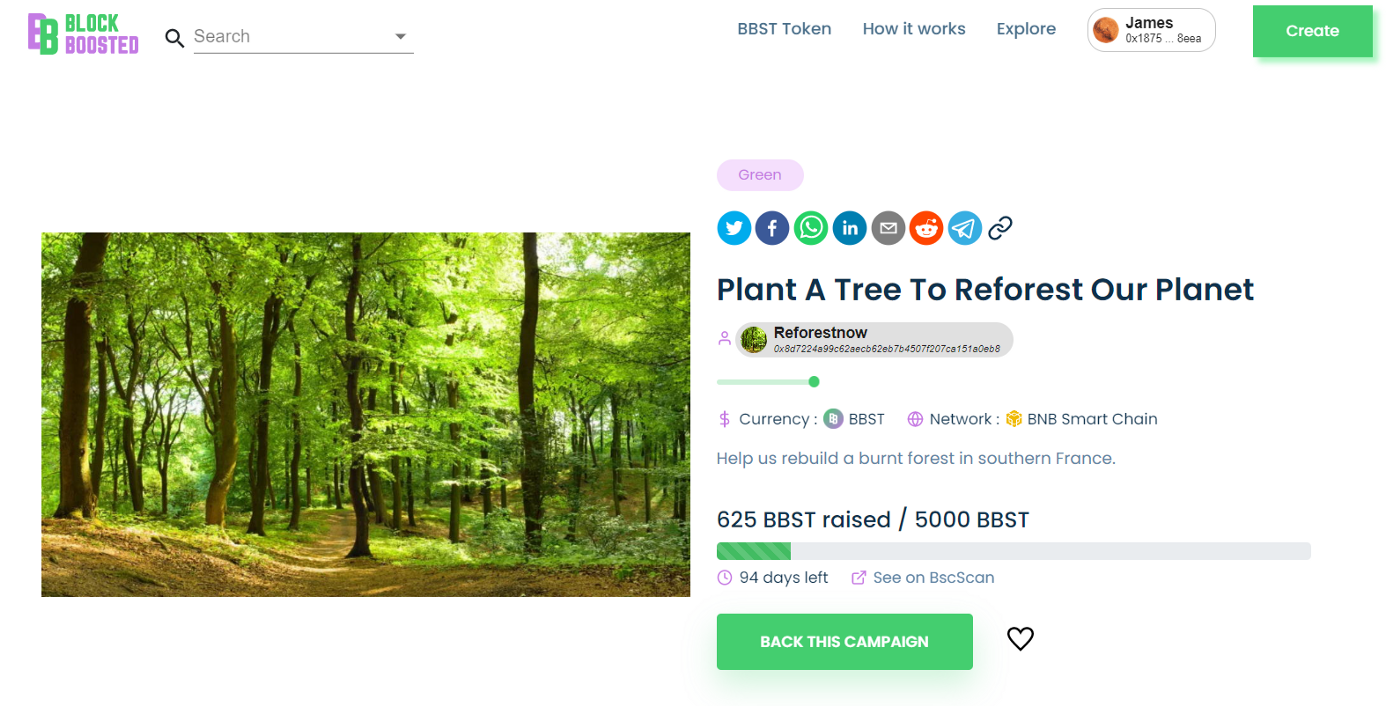 BLOCK
BOOSTED
Search
BBST Token
How it works
Explore
James
0x1875 ... 8eea
Create
Green
Plant A Tree To Reforest Our Planet
Reforestnow
0x8d7224a99c62aecb62eb7b4507f207ca151a0eb8
Currency : BBST
Network : BNB Smart Chain
Help us rebuild a burnt forest in southern France.
625 BBST raised / 5000 BBST
94 days left
See on BscScan
BACK THIS CAMPAIGN